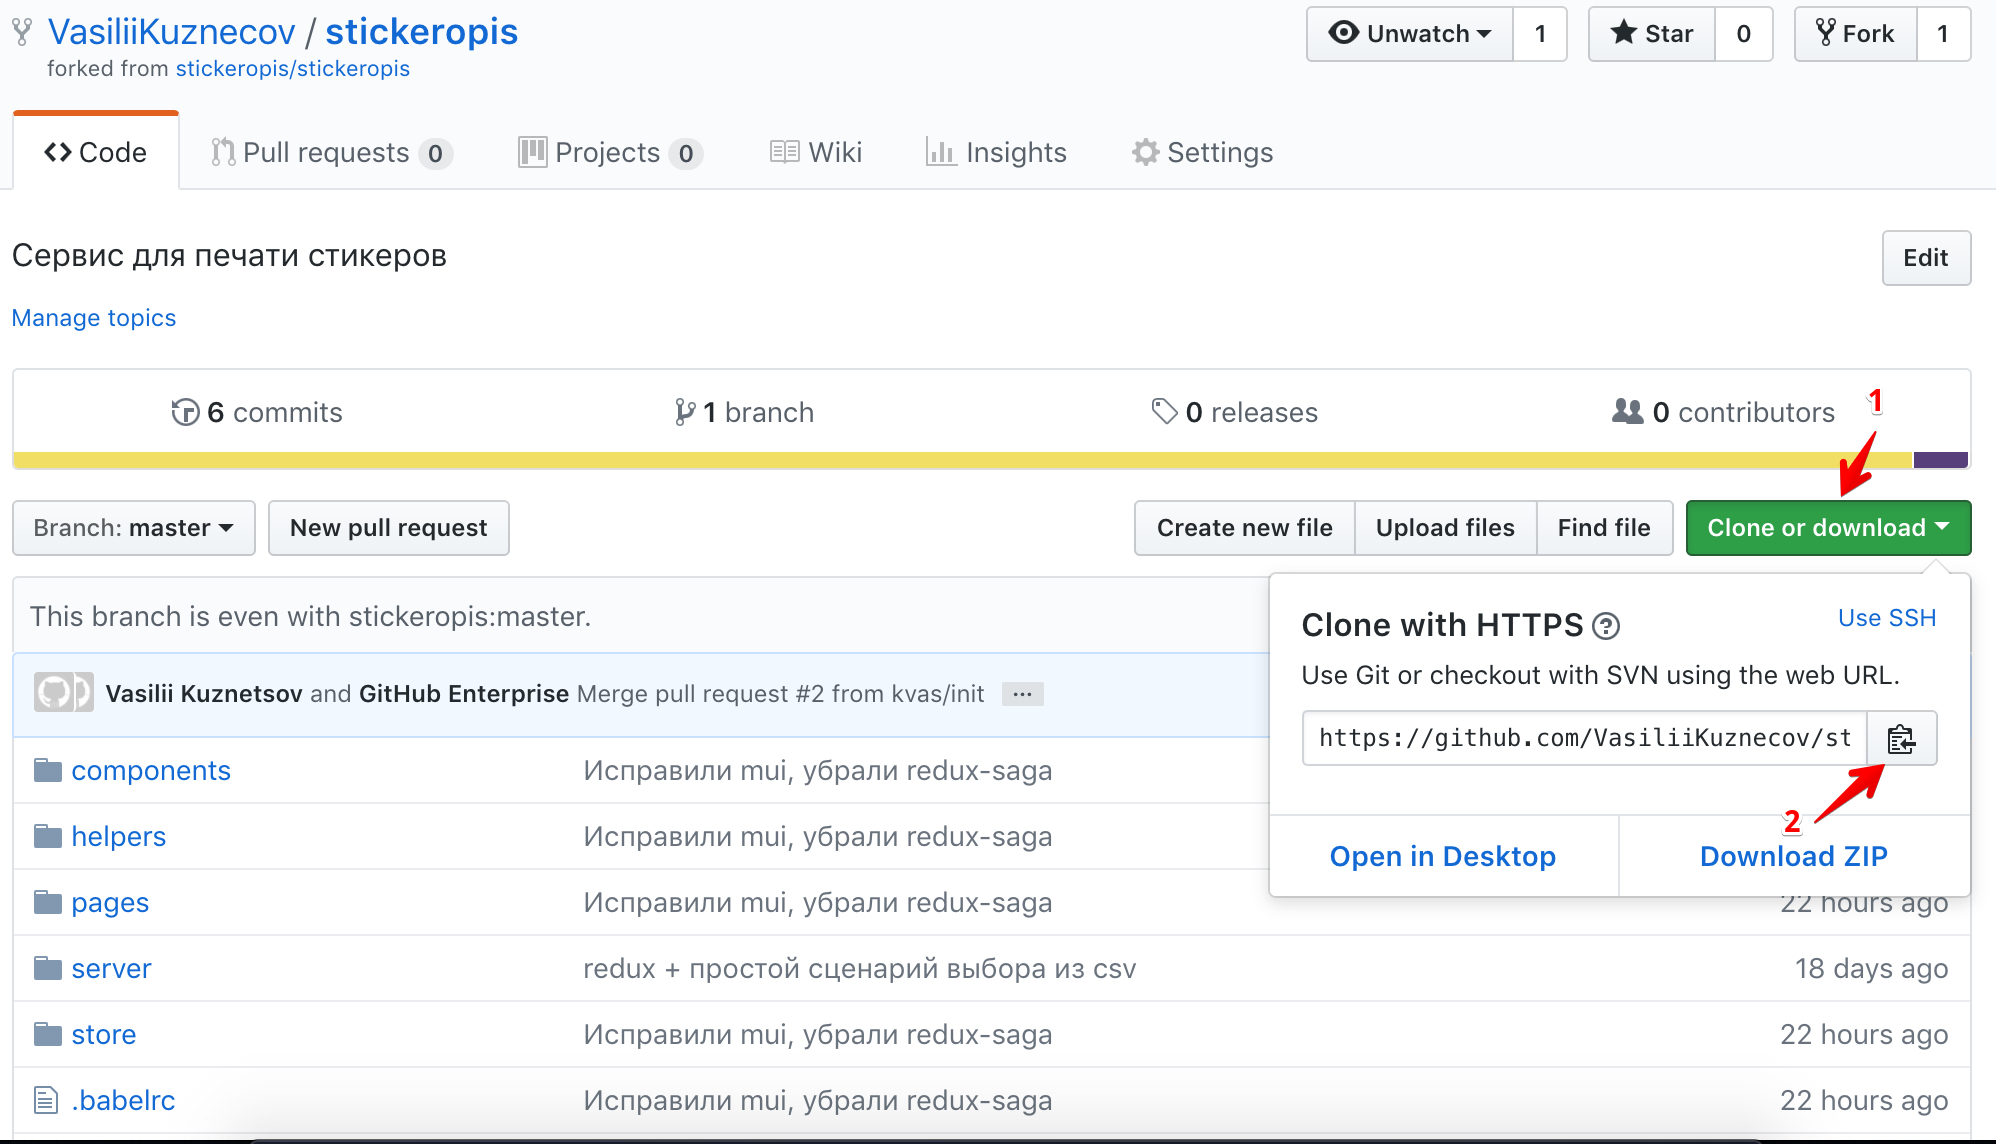 VasiliiKuznecov / stickeropis
Unwatch 1 Star 0 Fork 1
forked from stickeropis/stickeropis
Code Pull requests 0 Projects 0 Wiki Insights Settings
Сервис для печати стикеров
Edit
Manage topics
6 commits 1 branch 0 releases 0 contributors
1
Branch: master New pull request Create new file Upload files Find file Clone or download
This branch is even with stickeropis:master.
Vasilii Kuznetsov and GitHub Enterprise Merge pull request #2 from kvas/init ...
Clone with HTTPS ? Use SSH
Use Git or checkout with SVN using the web URL.
https://github.com/VasiliiKuznecov/st
2
Open in Desktop Download ZIP
components Исправили mui, убрали redux-saga
helpers Исправили mui, убрали redux-saga
pages Исправили mui, убрали redux-saga 22 hours ago
server redux + простой сценарий выбора из csv 18 days ago
store Исправили mui, убрали redux-saga 22 hours ago
.babelrc Исправили mui, убрали redux-saga 22 hours ago